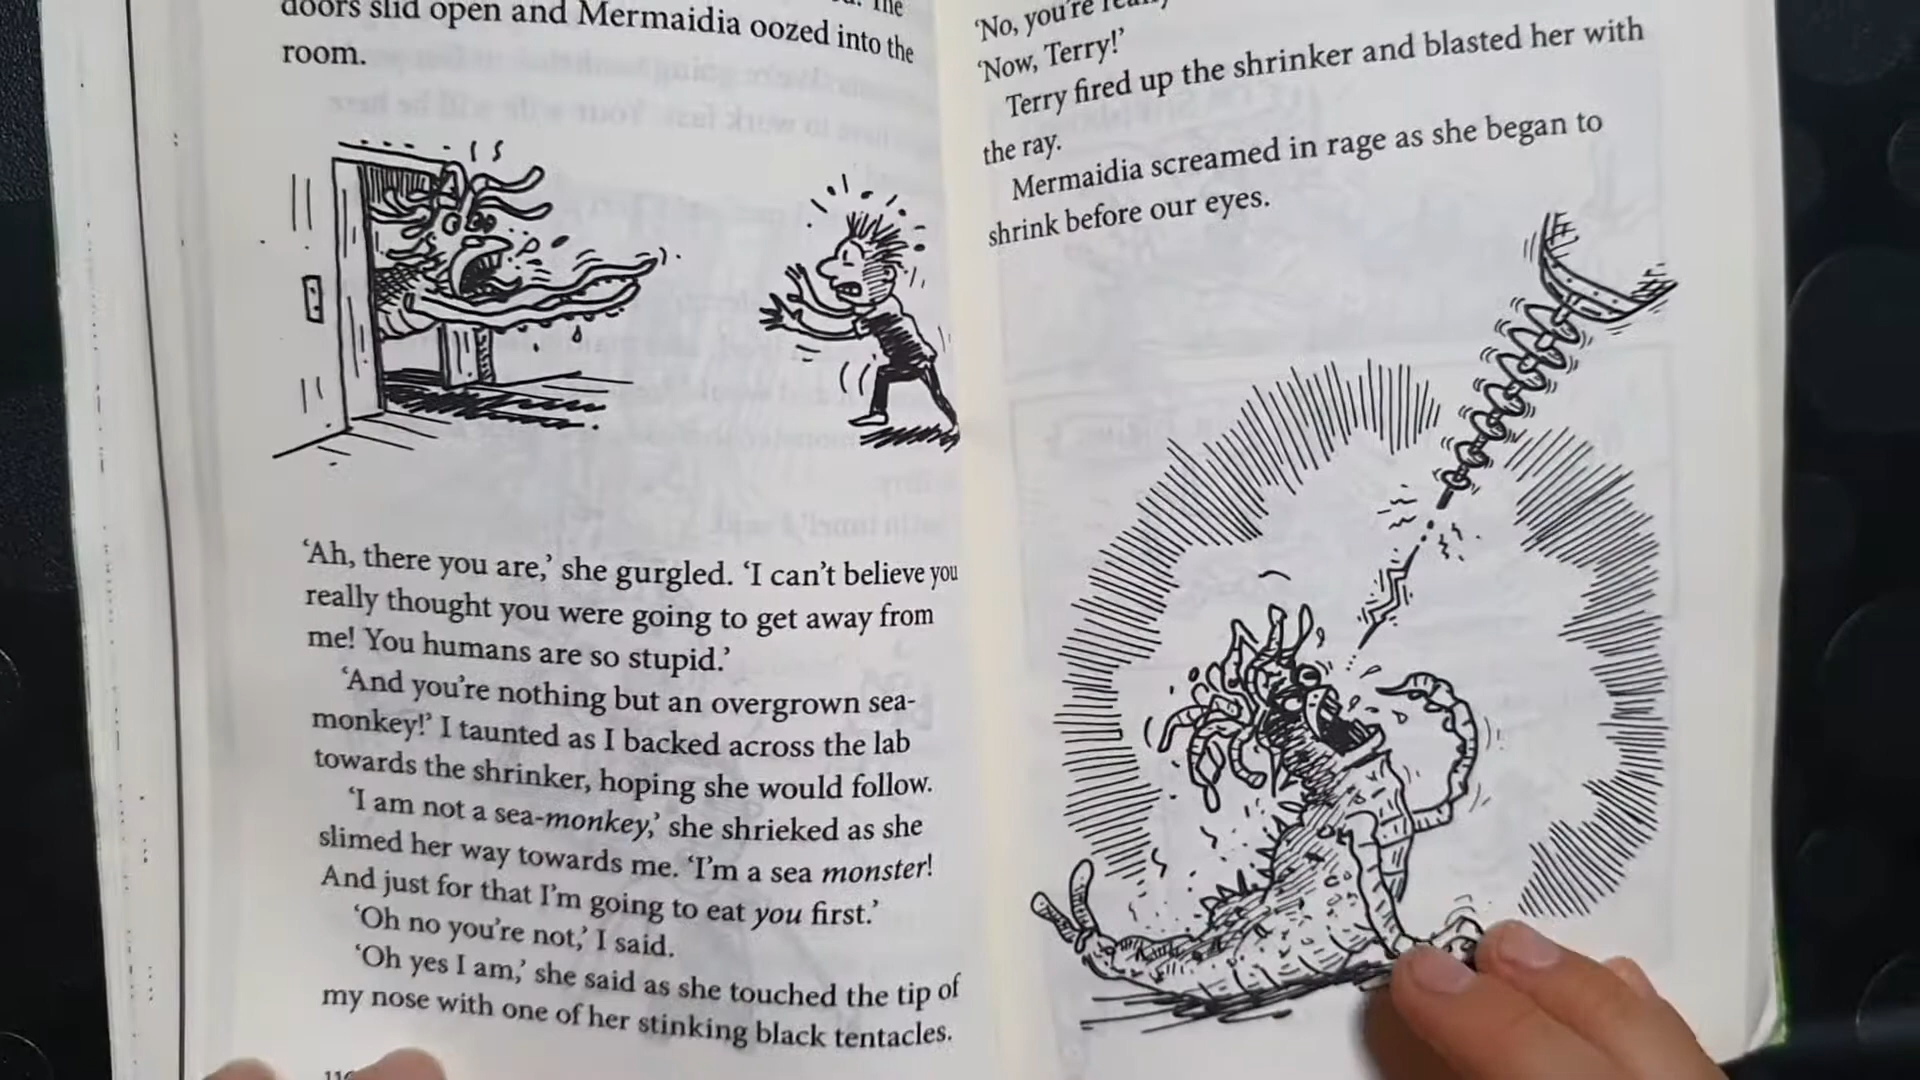 The
doors slid open and Mermaidia oozed into the
room.
‘Ah, there you are,’ she gurgled. ‘I can’t believe you
really thought you were going to get away from
me! You humans are so stupid.’
‘And you’re nothing but an overgrown sea-
monkey!’ I taunted as I backed across the lab
towards the shrinker, hoping she would follow.
‘I am not a sea-monkey,’ she shrieked as she
slimed her way towards me. ‘I’m a sea monster!
And just for that I’m going to eat you first.’
‘Oh no you’re not,’ I said.
‘Oh yes I am,’ she said as she touched the tip of
my nose with one of her stinking black tentacles.
‘No, you’re
‘Now, Terry!’
Terry fired up the shrinker and blasted her with
the ray.
Mermaidia screamed in rage as she began to
shrink before our eyes.